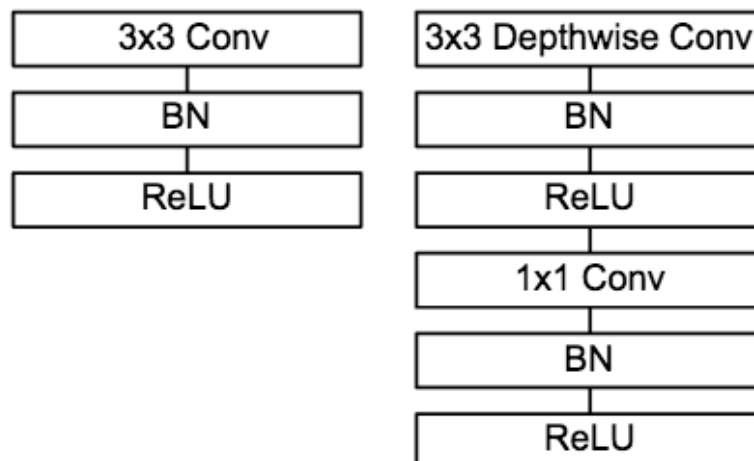 3x3 Conv
BN
ReLU
3x3 Depthwise Conv
BN
ReLU
1x1 Conv
BN
ReLU